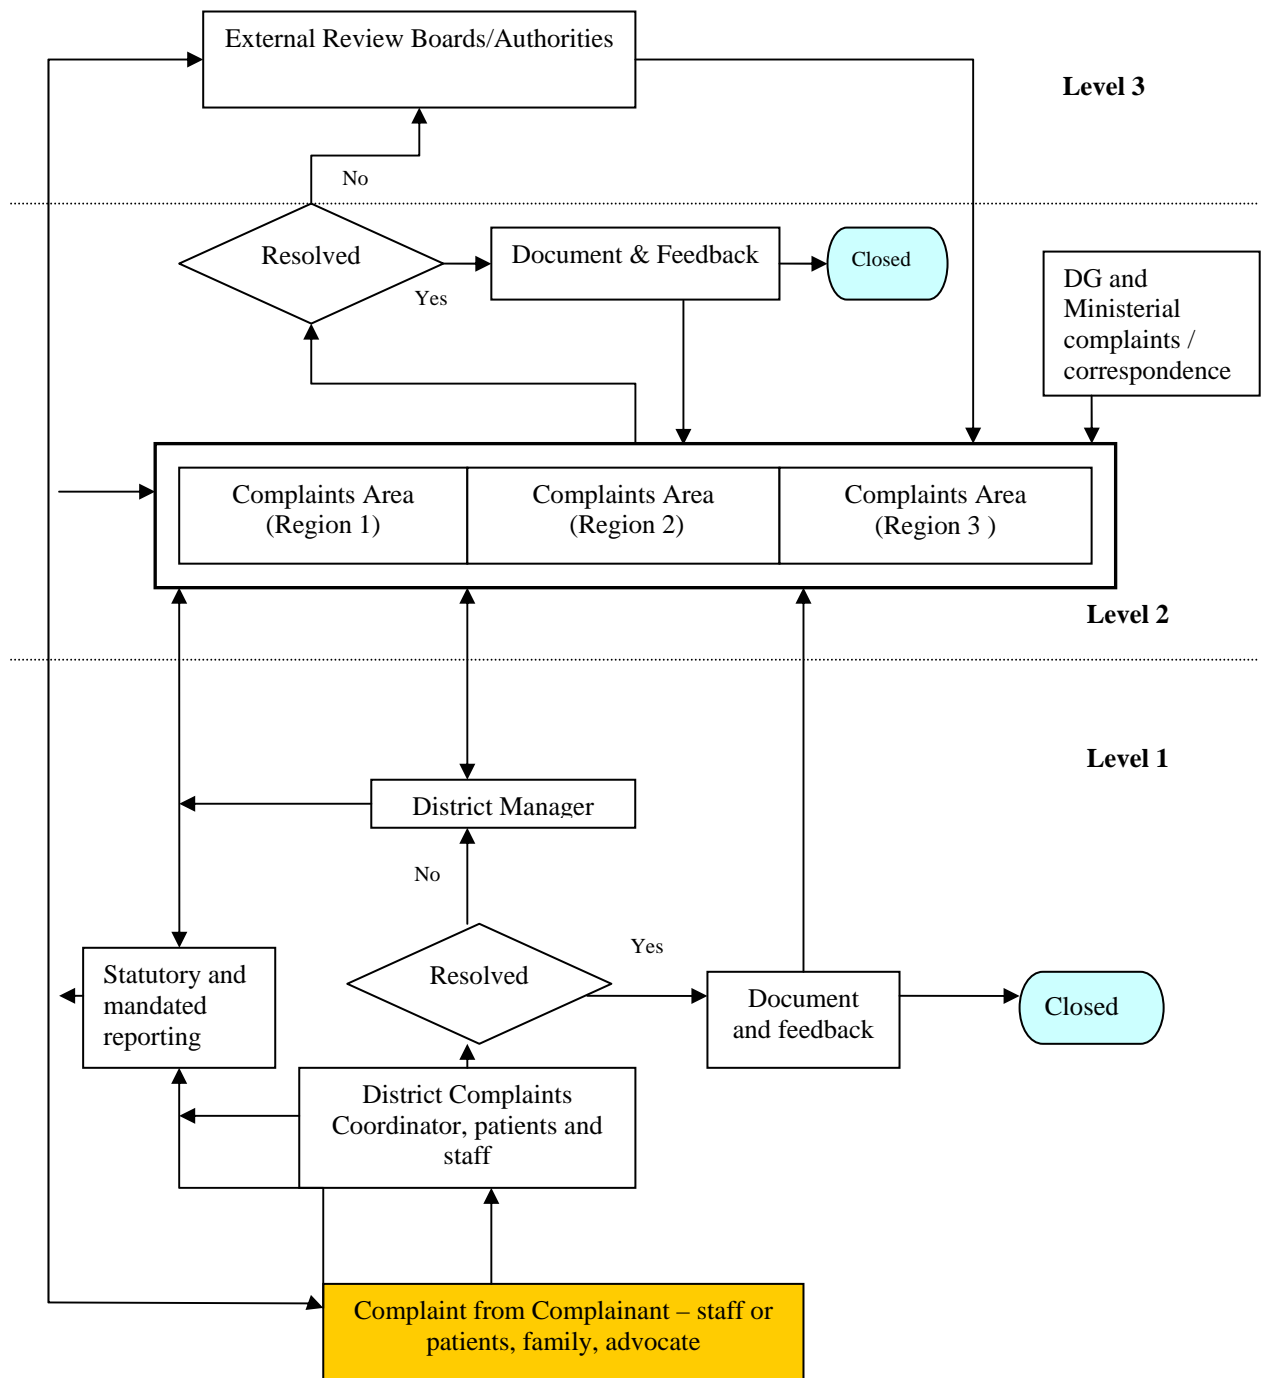 External Review Boards/Authorities
Level 3
No
Resolved
Document & Feedback
Closed
Yes
DG and
Ministerial
complaints /
correspondence
Complaints Area
(Region 1)
Complaints Area
(Region 2)
Complaints Area
(Region 3 )
Level 2
Level 1
District Manager
No
Resolved
Yes
Statutory and
mandated
reporting
Document
and feedback
Closed
District Complaints
Coordinator, patients and
staff
Complaint from Complainant – staff or
patients, family, advocate